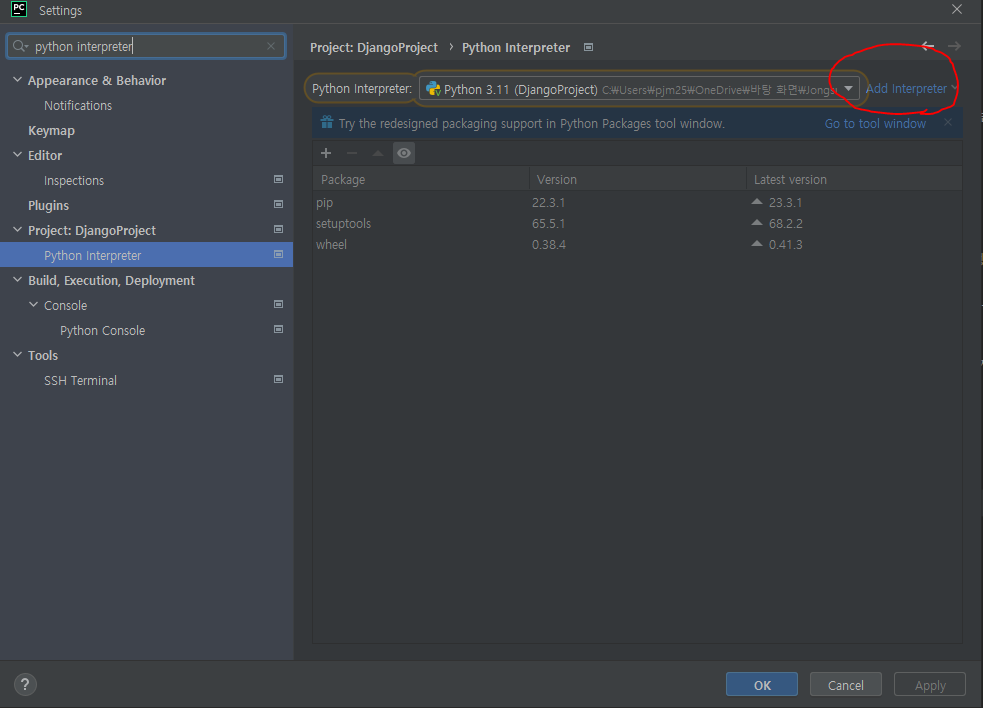 PC Settings
python interpreter
Appearance & Behavior
Notifications
Keymap
Editor
Inspections
Plugins
Project: DjangoProject
Python Interpreter
Build, Execution, Deployment
Console
Python Console
Tools
SSH Terminal
Project: DjangoProject › Python Interpreter
Python Interpreter: Python 3.11 (DjangoProject) C:₩Users₩pjm25₩OneDrive₩바탕 화면₩Jongs Add Interpreter
Try the redesigned packaging support in Python Packages tool window. Go to tool window
Package Version Latest version
pip 22.3.1 23.3.1
setuptools 65.5.1 68.2.2
wheel 0.38.4 0.41.3
? OK Cancel Apply